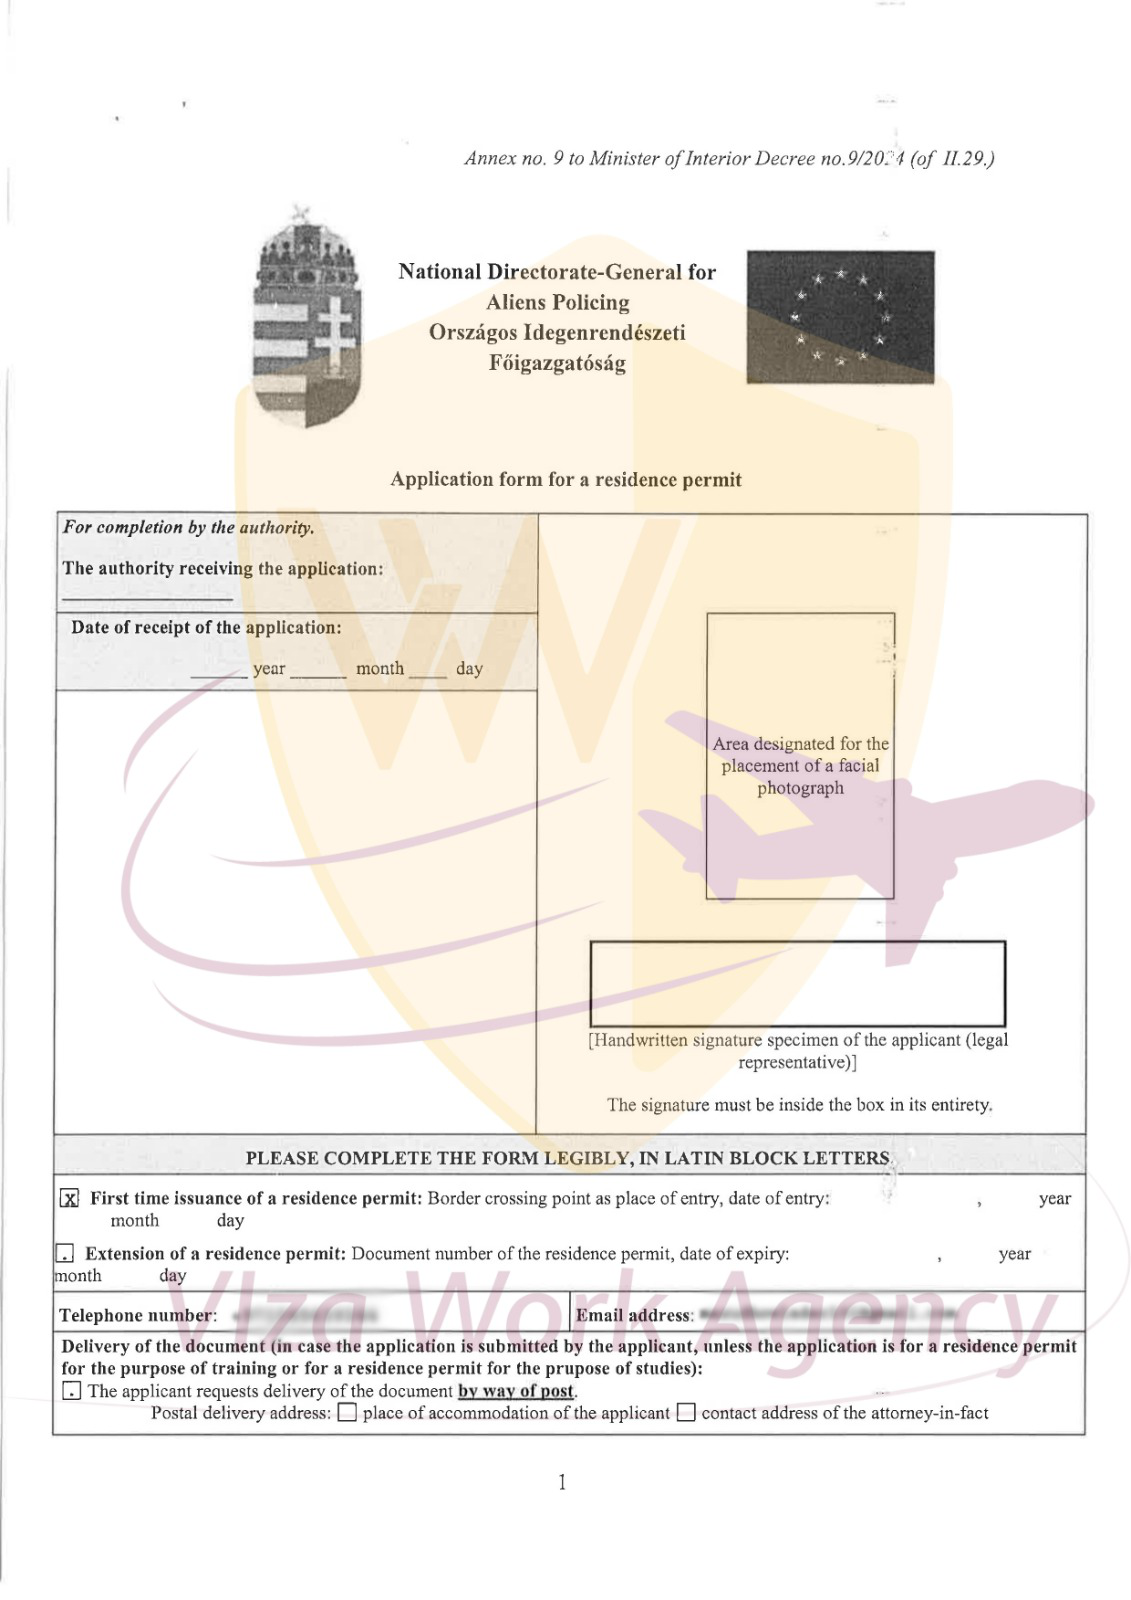 Annex no. 9 to Minister of Interior Decree no.9/2024 (of II.29.)
National Directorate-General for
Aliens Policing
Országos Idegenrendészeti
Főigazgatóság
Application form for a residence permit
For completion by the authority.
The authority receiving the application:
Date of receipt of the application:
______ year ______ month ____ day
Area designated for the
placement of a facial
photograph
[Handwritten signature specimen of the applicant (legal
representative)]
The signature must be inside the box in its entirety.
PLEASE COMPLETE THE FORM LEGIBLY, IN LATIN BLOCK LETTERS
X First time issuance of a residence permit: Border crossing point as place of entry, date of entry: , year
month day
Extension of a residence permit: Document number of the residence permit, date of expiry: , year
month day
Telephone number:
Email address:
Delivery of the document (in case the application is submitted by the applicant, unless the application is for a residence permit
for the purpose of training or for a residence permit for the prupose of studies):
The applicant requests delivery of the document by way of post.
Postal delivery address: place of accommodation of the applicant contact address of the attorney-in-fact
VIza Work Agency
1